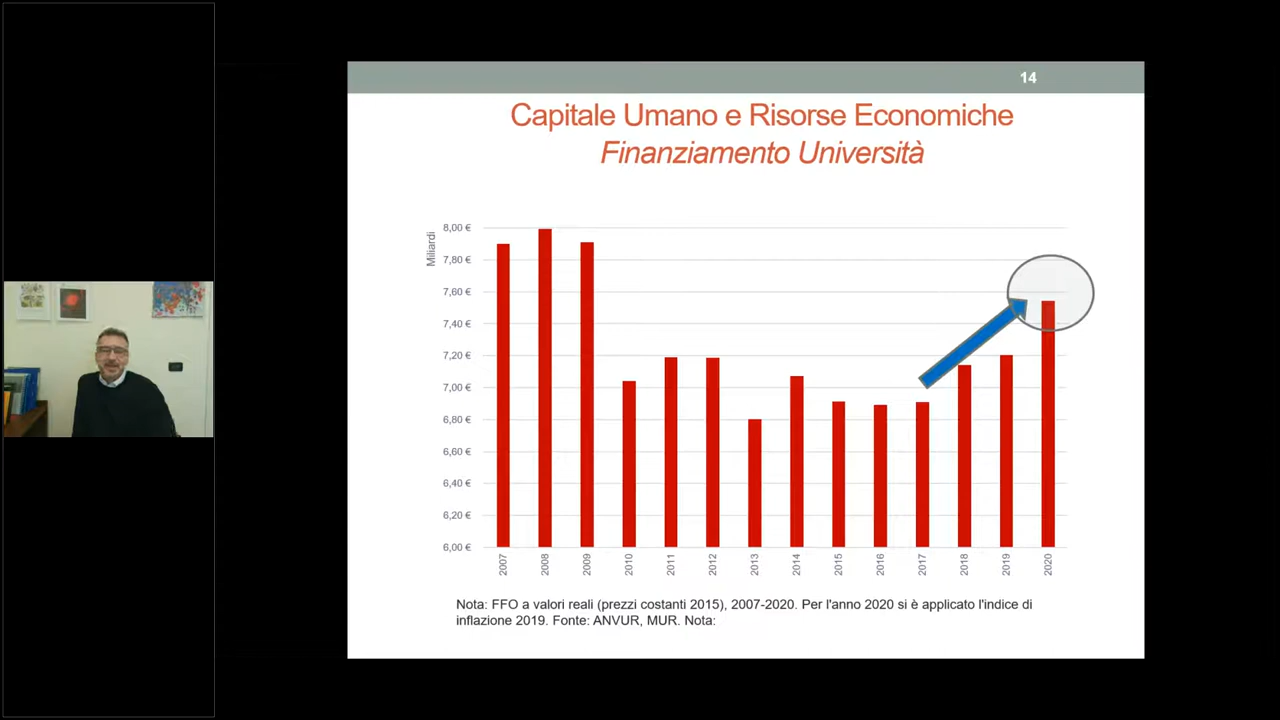 14
Capitale Umano e Risorse Economiche
Finanziamento Università
Miliardi
8,00 €
7,80 €
7,60 €
7,40 €
7,20 €
7,00 €
6,80 €
6,60 €
6,40 €
6,20 €
6,00 €
2007 2008 2009 2010 2011 2012 2013 2014 2015 2016 2017 2018 2019 2020
Nota: FFO a valori reali (prezzi costanti 2015), 2007-2020. Per l'anno 2020 si è applicato l'indice di
inflazione 2019. Fonte: ANVUR, MUR. Nota: